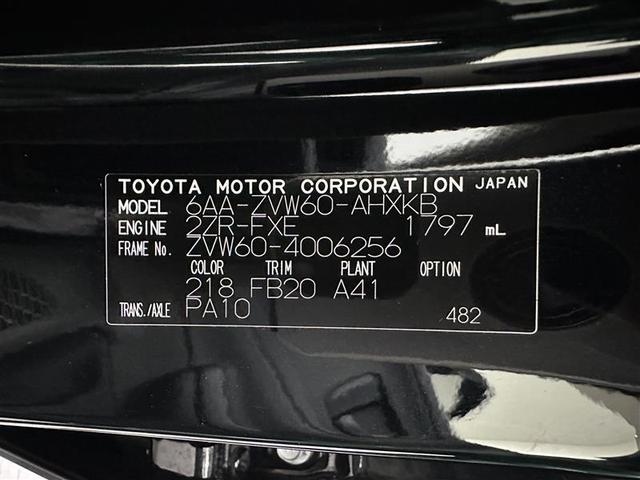 TOYOTA MOTOR CORPORATION JAPAN
MODEL 6AA-ZVW60-AHXKB
ENGINE 2ZR-FXE 1797 mL
FRAME No. ZVW60-4006256
COLOR TRIM PLANT OPTION
218 FB20 A41
TRANS./AXLE PA10 482